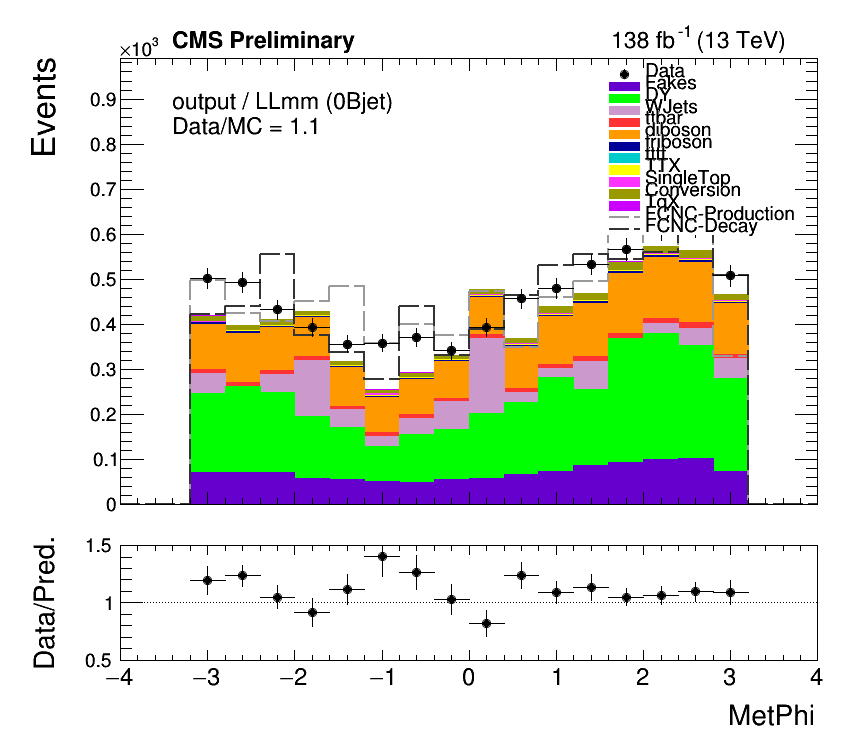 ×10³ CMS Preliminary 138 fb⁻¹ (13 TeV)
Events
output / LLmm (0Bjet)
Data/MC = 1.1
Data
Fakes
DY
WJets
ttbar
diboson
triboson
tttt
TTX
SingleTop
Conversion
TqX
FCNC-Production
FCNC-Decay
0.9
0.8
0.7
0.6
0.5
0.4
0.3
0.2
0.1
0
Data/Pred.
1.5
1
0.5
−4 −3 −2 −1 0 1 2 3 4
MetPhi